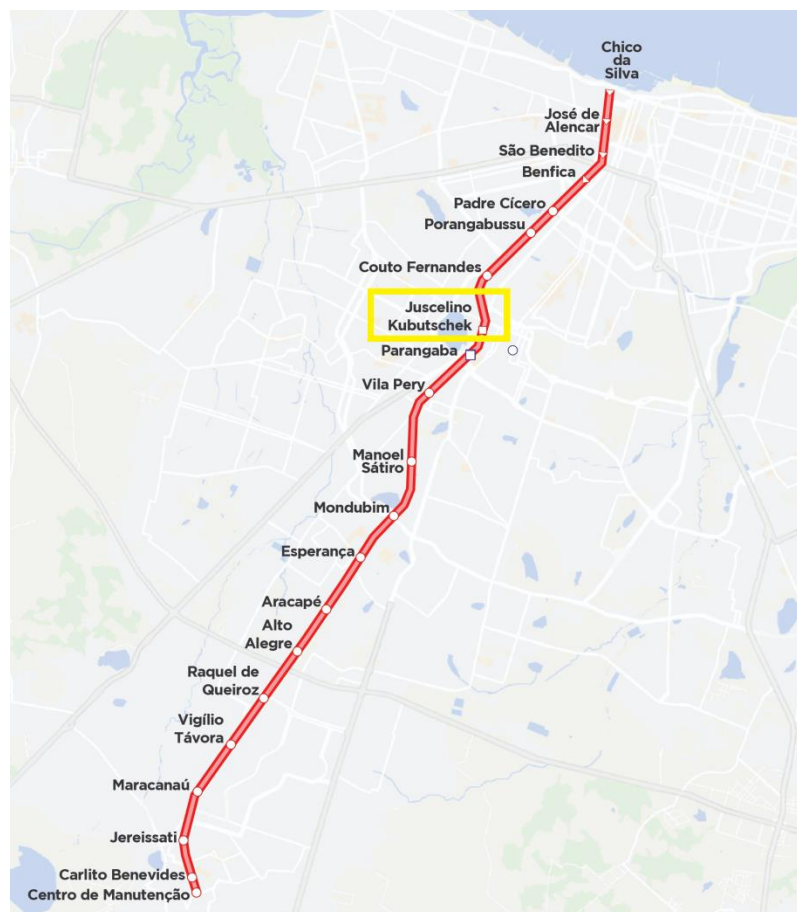 Chico
da
Silva
José de
Alencar
São Benedito
Benfica
Padre Cícero
Porangabussu
Couto Fernandes
Juscelino
Kubutschek
Parangaba
Vila Pery
Manoel
Sátiro
Mondubim
Esperança
Aracapé
Alto
Alegre
Raquel de
Queiroz
Vigílio
Távora
Maracanaú
Jereissati
Carlito Benevides
Centro de Manutenção